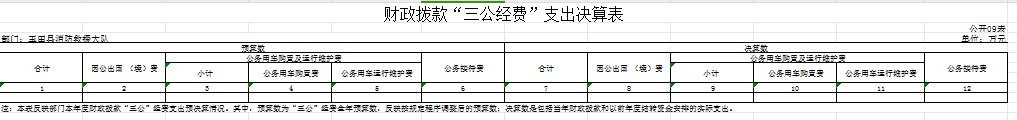 财政拨款“三公经费”支出决算表
公开09表
部门：玉田县消防救援大队 单位：万元
预算数 决算数
合计 因公出国（境）费 公务用车购置及运行维护费 公务接待费 合计 因公出国（境）费 公务用车购置及运行维护费 公务接待费
小计 公务用车购置费 公务用车运行维护费 小计 公务用车购置费 公务用车运行维护费
1 2 3 4 5 6 7 8 9 10 11 12
注：本表反映部门本年度财政拨款“三公”经费支出预决算情况。其中，预算数为“三公”经费全年预算数，反映按规定程序调整后的预算数；决算数是包括当年财政拨款和以前年度结转资金安排的实际支出。